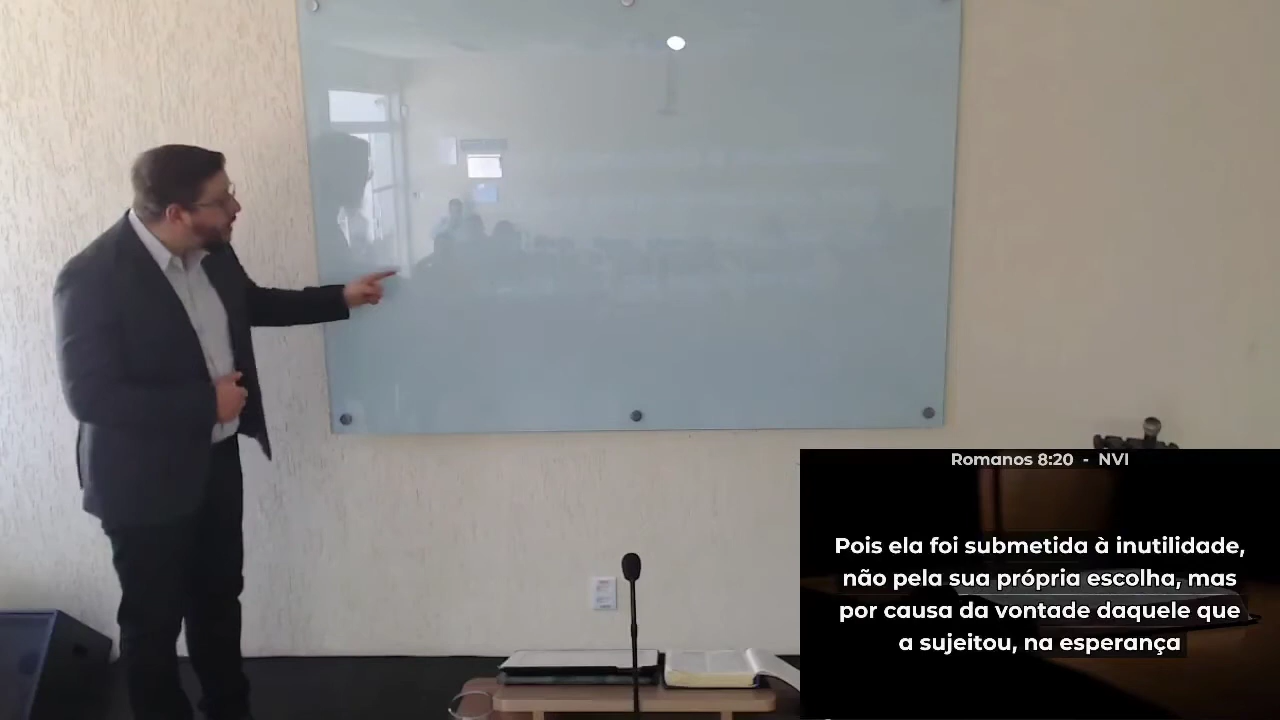 Romanos 8:20 - NVI
Pois ela foi submetida à inutilidade,
não pela sua própria escolha, mas
por causa da vontade daquele que
a sujeitou, na esperança